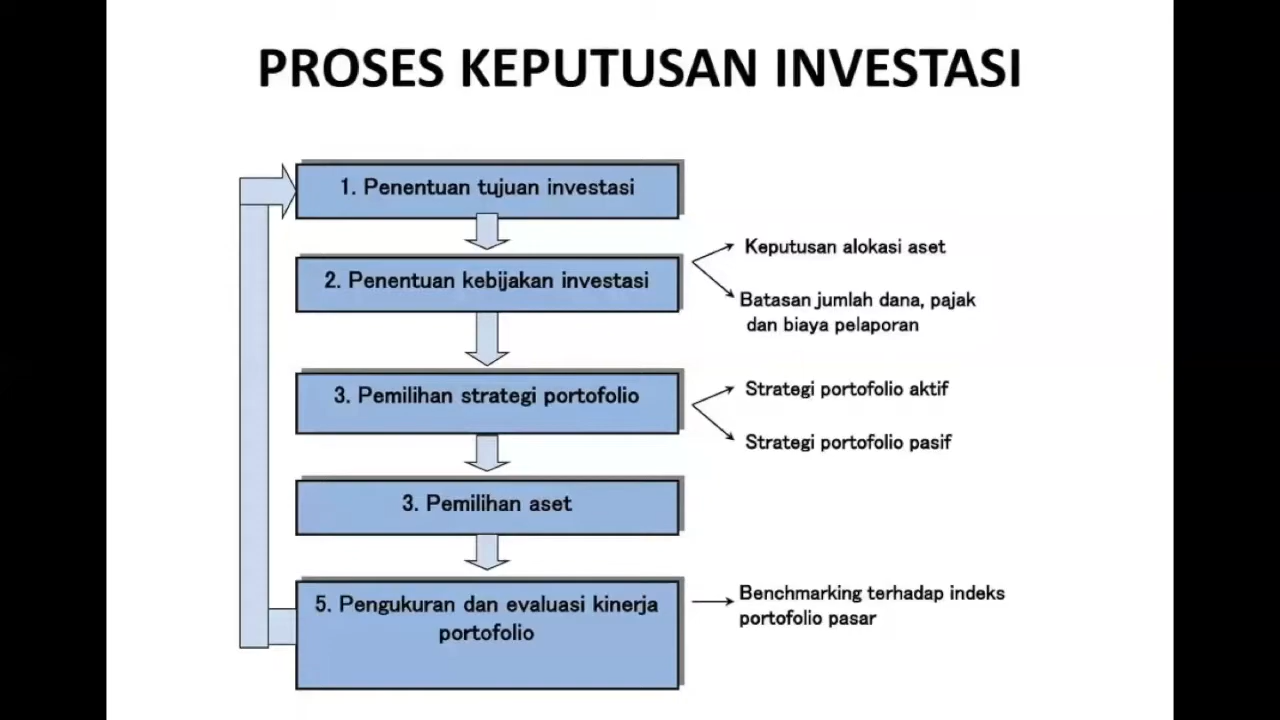 PROSES KEPUTUSAN INVESTASI
1. Penentuan tujuan investasi
2. Penentuan kebijakan investasi
Keputusan alokasi aset
Batasan jumlah dana, pajak
dan biaya pelaporan
3. Pemilihan strategi portofolio
Strategi portofolio aktif
Strategi portofolio pasif
3. Pemilihan aset
5. Pengukuran dan evaluasi kinerja
portofolio
Benchmarking terhadap indeks
portofolio pasar